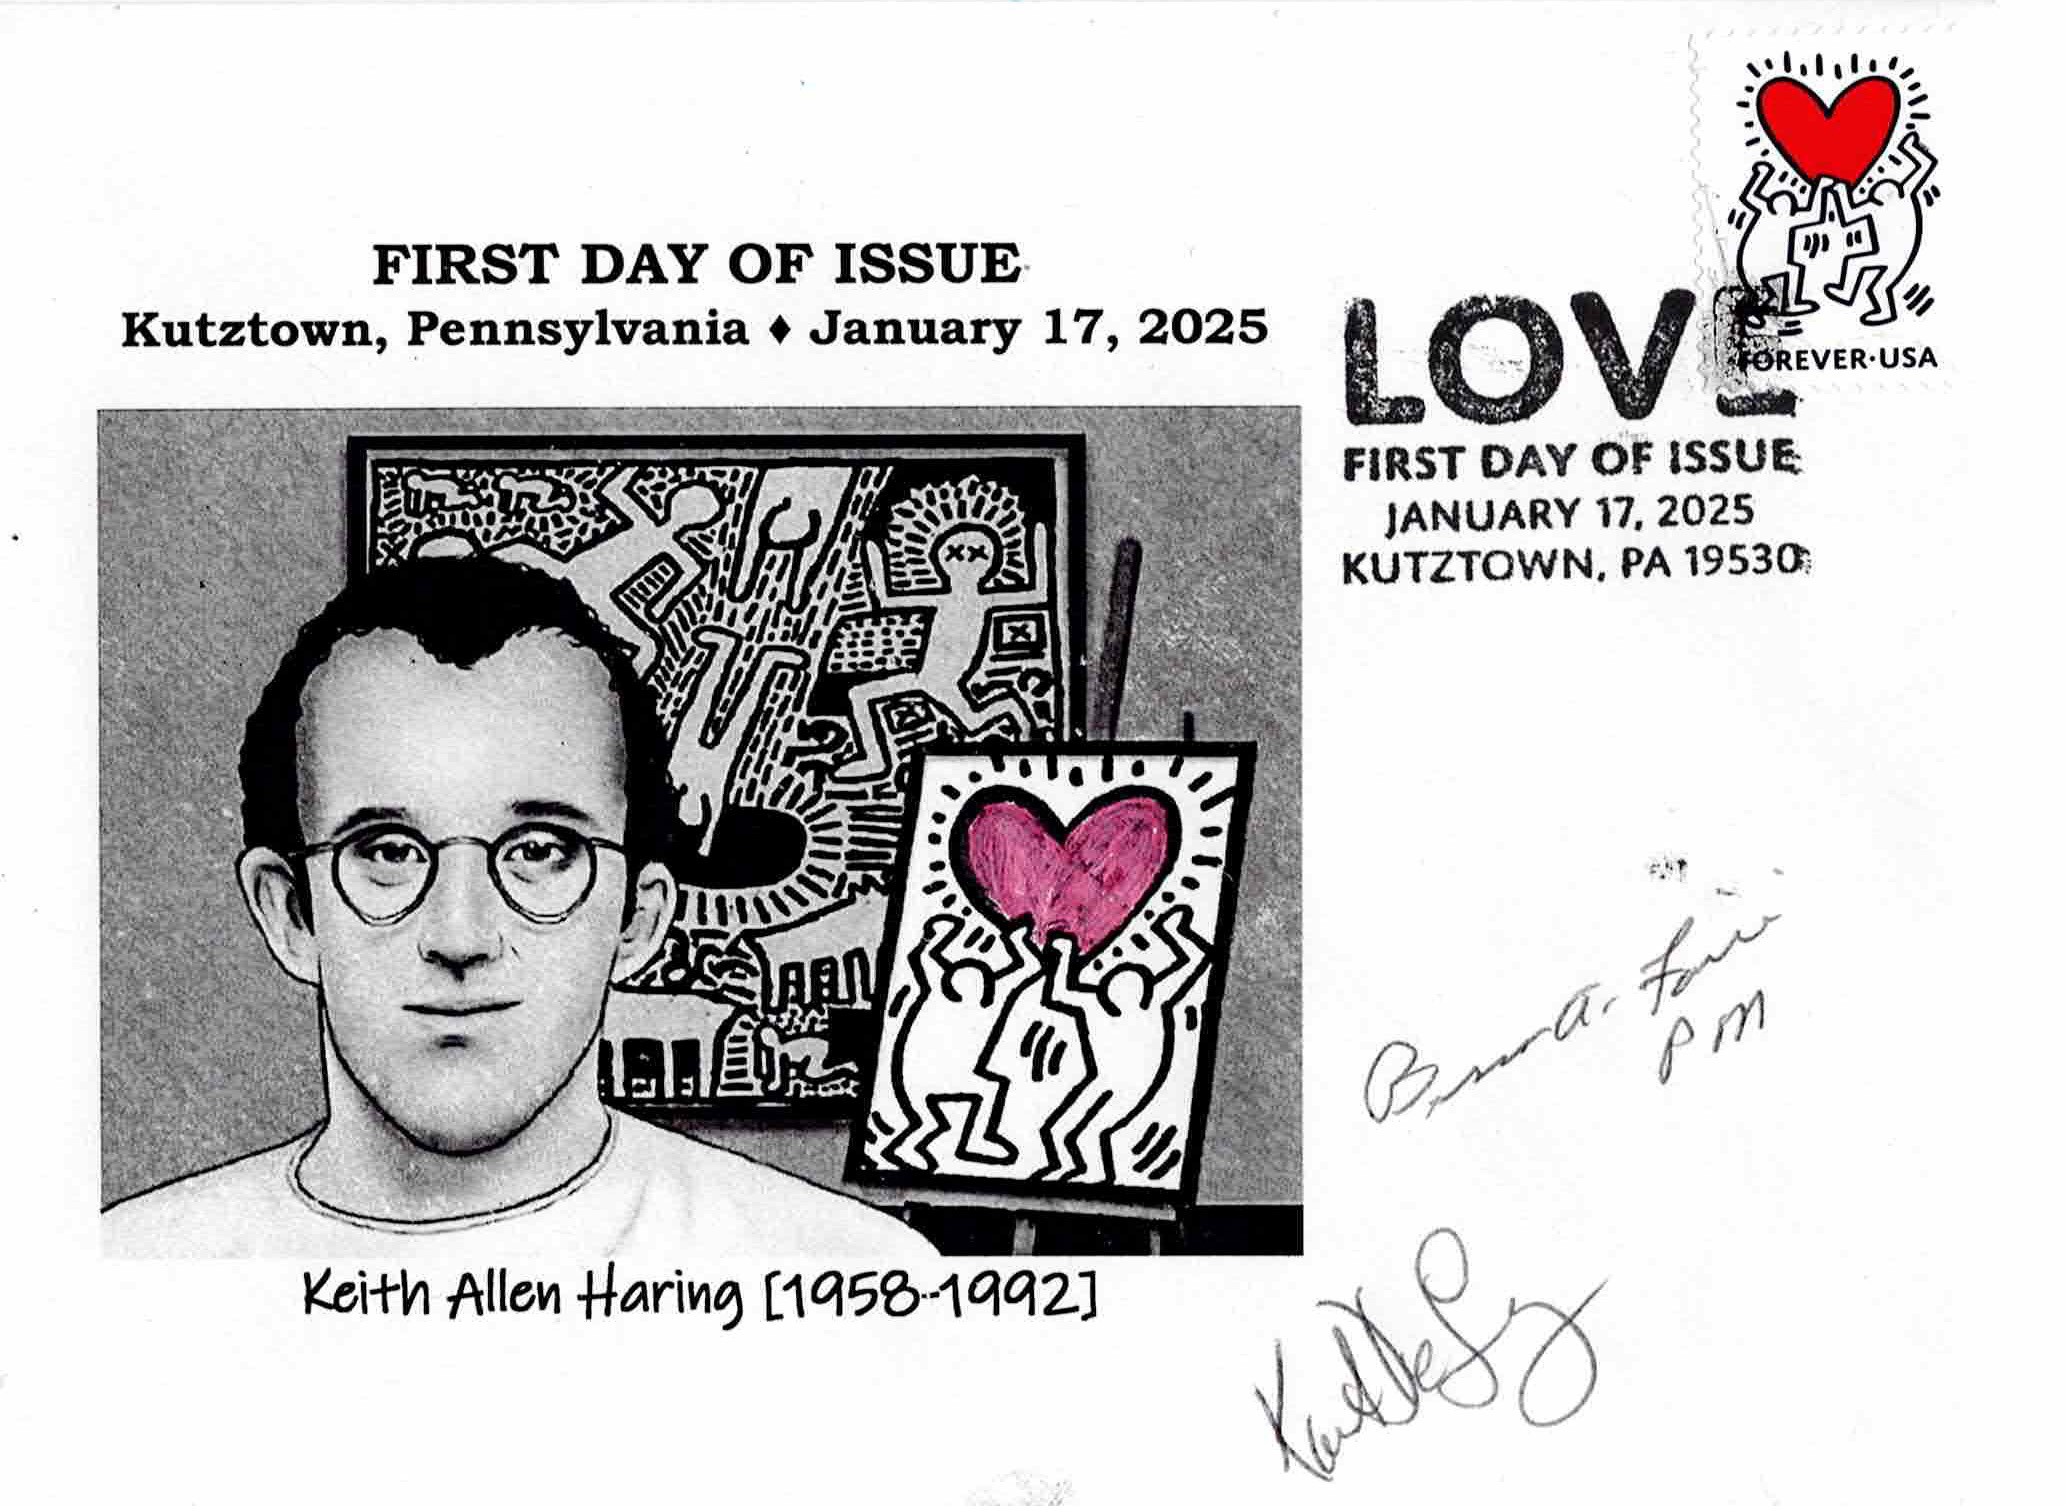 FIRST DAY OF ISSUE
Kutztown, Pennsylvania ♦ January 17, 2025
FOREVER·USA
LOVE
FIRST DAY OF ISSUE
JANUARY 17, 2025
KUTZTOWN, PA 19530
PM
Keith Allen Haring [1958-1992]